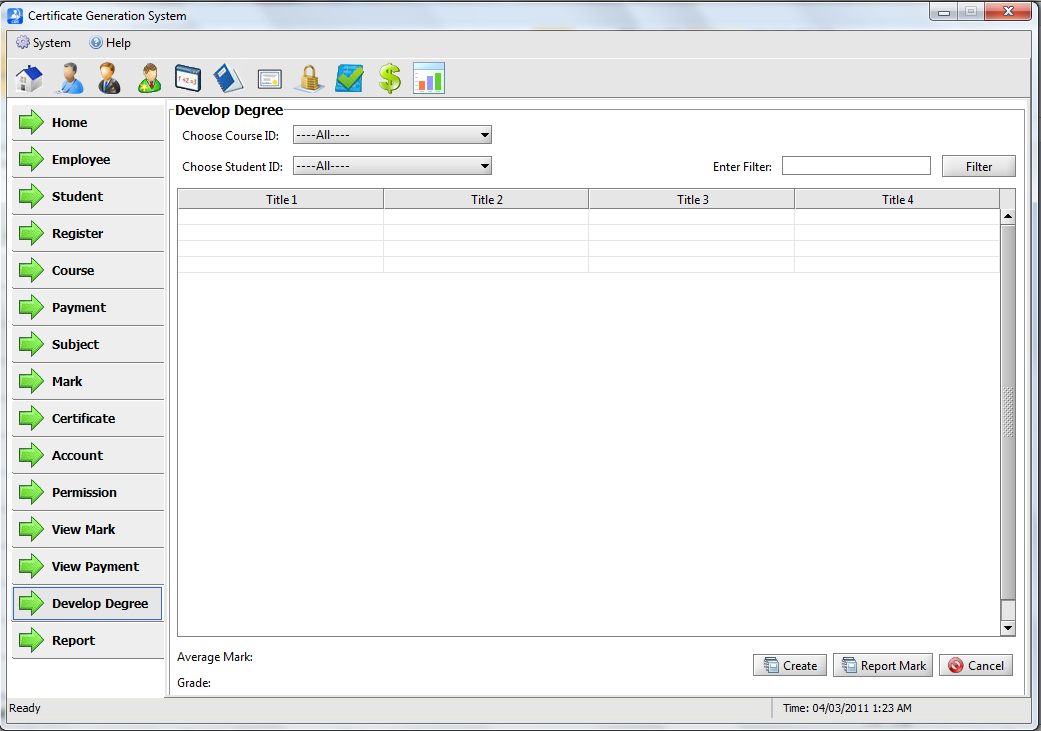 Certificate Generation System
System Help
Home
Employee
Student
Register
Course
Payment
Subject
Mark
Certificate
Account
Permission
View Mark
View Payment
Develop Degree
Report
Develop Degree
Choose Course ID: ----All----
Choose Student ID: ----All---- Enter Filter: Filter
Title 1 Title 2 Title 3 Title 4
Average Mark:
Grade:
Create Report Mark Cancel
Ready Time: 04/03/2011 1:23 AM